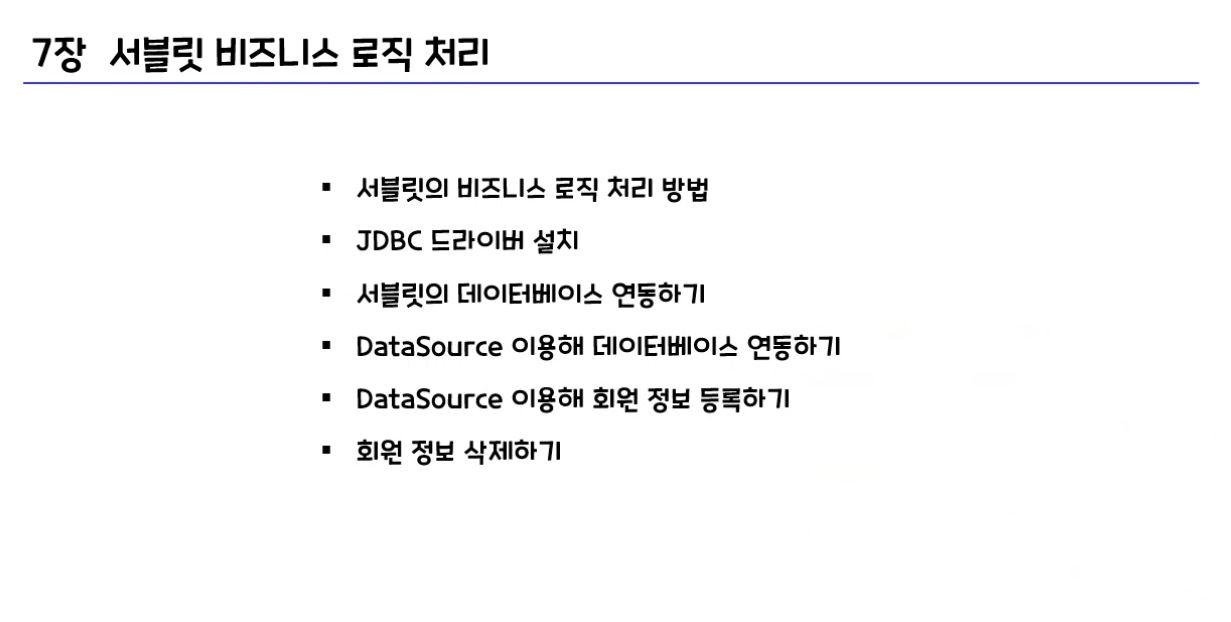 7장 서블릿 비즈니스 로직 처리
▪ 서블릿의 비즈니스 로직 처리 방법
▪ JDBC 드라이버 설치
▪ 서블릿의 데이터베이스 연동하기
▪ DataSource 이용해 데이터베이스 연동하기
▪ DataSource 이용해 회원 정보 등록하기
▪ 회원 정보 삭제하기